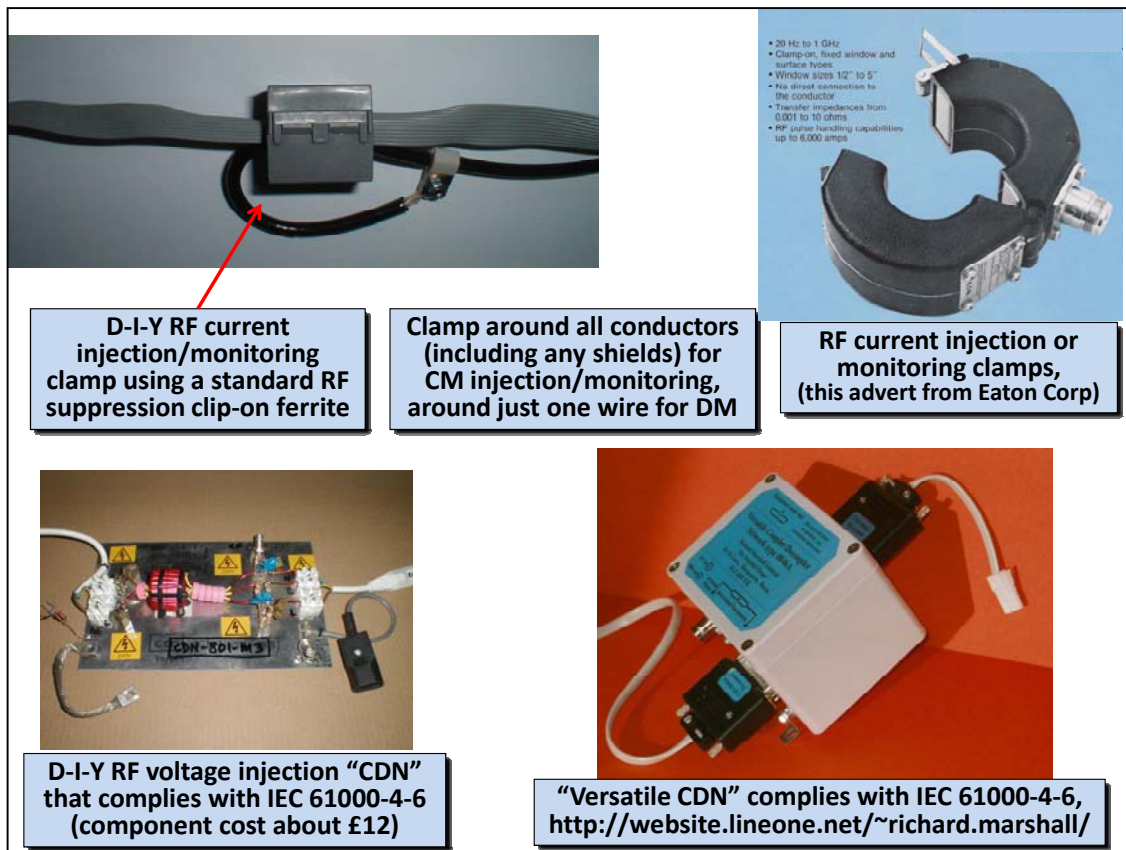 • 20 Hz to 1 GHz
• Clamp-on, fixed window and
surface types
• Window sizes 1/2" to 5"
• No direct connection to
the conductor
• Transfer impedances from
0.001 to 10 ohms
• RF pulse handling capabilities
up to 6,000 amps
D-I-Y RF current
injection/monitoring
clamp using a standard RF
suppression clip-on ferrite
Clamp around all conductors
(including any shields) for
CM injection/monitoring,
around just one wire for DM
RF current injection or
monitoring clamps,
(this advert from Eaton Corp)
CDN-801-M3
Versatile Coupler/Decoupler
D-I-Y RF voltage injection “CDN”
that complies with IEC 61000-4-6
(component cost about £12)
“Versatile CDN” complies with IEC 61000-4-6,
http://website.lineone.net/~richard.marshall/